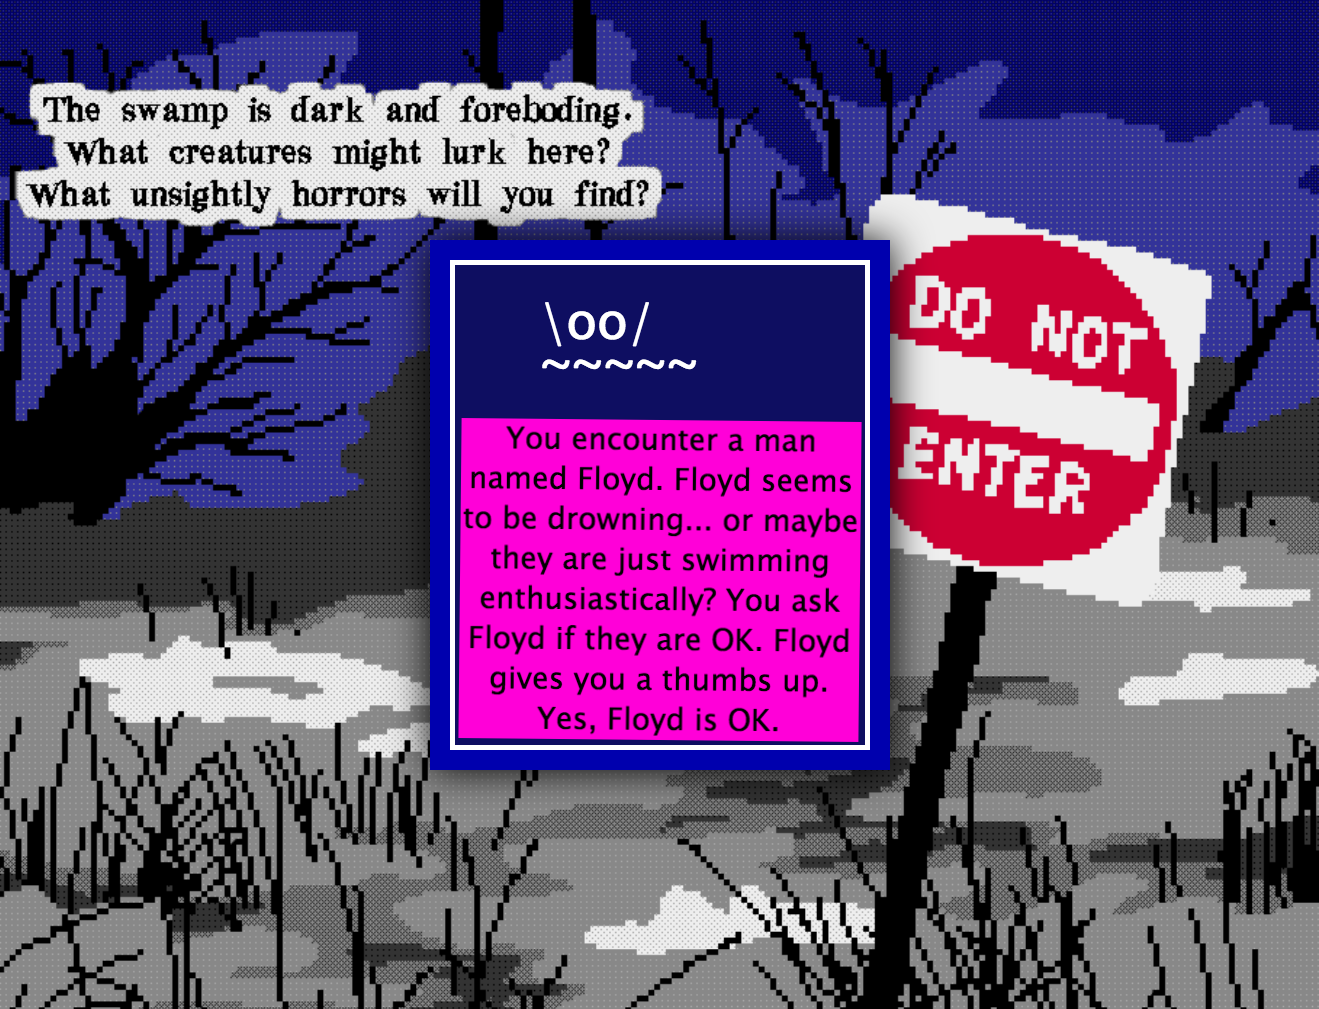 The swamp is dark and foreboding.
What creatures might lurk here?
What unsightly horrors will you find?
\oo/
~~~~~
You encounter a man
named Floyd. Floyd seems
to be drowning... or maybe
they are just swimming
enthusiastically? You ask
Floyd if they are OK. Floyd
gives you a thumbs up.
Yes, Floyd is OK.
DO NOT
ENTER